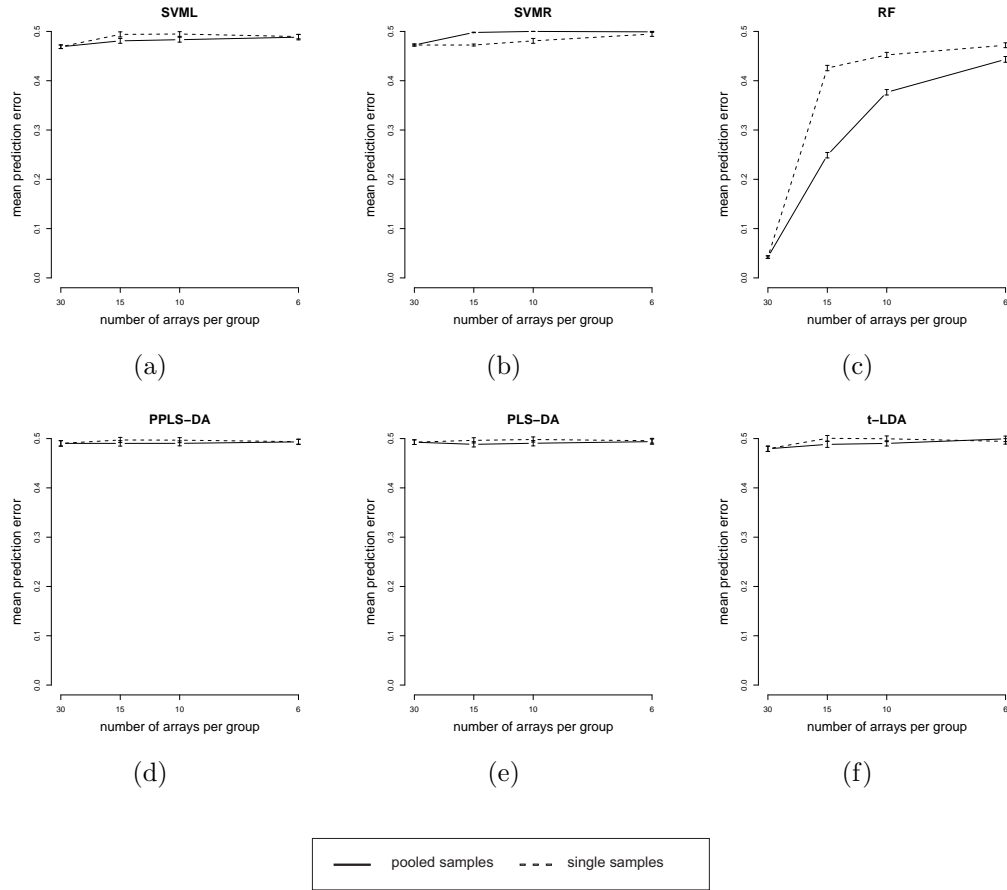 SVML
SVMR
RF
mean prediction error
0.0 0.1 0.2 0.3 0.4 0.5
30 15 10 6
number of arrays per group
mean prediction error
0.0 0.1 0.2 0.3 0.4 0.5
30 15 10 6
number of arrays per group
mean prediction error
0.0 0.1 0.2 0.3 0.4 0.5
30 15 10 6
number of arrays per group
(a)
(b)
(c)
PPLS−DA
PLS−DA
t−LDA
mean prediction error
0.0 0.1 0.2 0.3 0.4 0.5
30 15 10 6
number of arrays per group
mean prediction error
0.0 0.1 0.2 0.3 0.4 0.5
30 15 10 6
number of arrays per group
mean prediction error
0.0 0.1 0.2 0.3 0.4 0.5
30 15 10 6
number of arrays per group
(d)
(e)
(f)
pooled samples
single samples